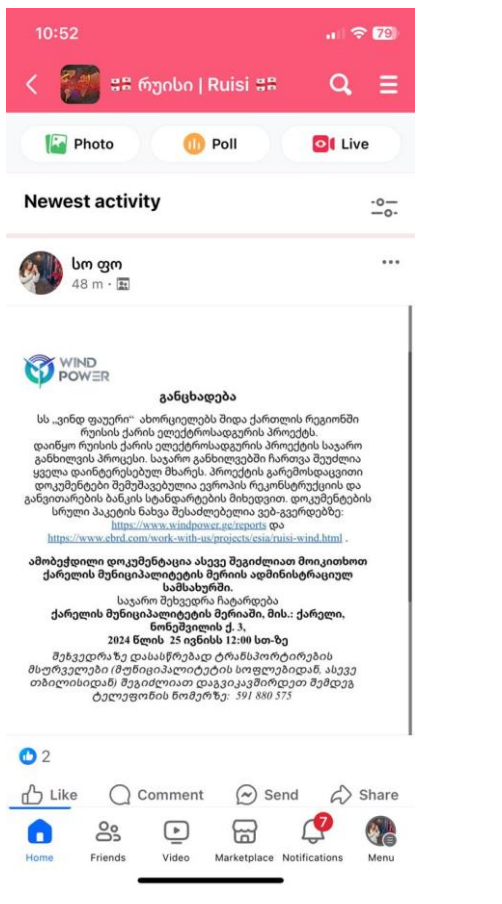 10:52
79
რუისი | Ruisi
Photo
Poll
Live
Newest activity
სო ფო
48 m ·
WIND
POWER
განცხადება
სს „ვინდ ფაუერი“ ახორციელებს შიდა ქართლის რეგიონში
რუისის ქარის ელექტროსადგურის პროექტს.
დაიწყო რუისის ქარის ელექტროსადგურის პროექტის საჯარო
განხილვის პროცესი. საჯარო განხილვებში ჩართვა შეუძლია
ყველა დაინტერესებულ მხარეს. პროექტის გარემოსდაცვითი
დოკუმენტები შემუშავებულია ევროპის რეკონსტრუქციის და
განვითარების ბანკის სტანდარტების მიხედვით. დოკუმენტების
სრული პაკეტის ნახვა შესაძლებელია ვებ-გვერდებზე:
https://www.windpower.ge/reports და
https://www.ebrd.com/work-with-us/projects/esia/ruisi-wind.html .
ამობეჭდილი დოკუმენტაცია ასევე შეგიძლიათ მოიკითხოთ
ქარელის მუნიციპალიტეტის მერიის ადმინისტრაციულ
სამსახურში.
საჯარო შეხვედრა ჩატარდება
ქარელის მუნიციპალიტეტის მერიაში, მის.: ქარელი,
ნონეშვილის ქ. 3,
2024 წლის 25 ივნისს 12:00 სთ-ზე
შეხვედრაზე დასასწრებად ტრანსპორტირების
მსურველები (მუნიციპალიტეტის სოფლებიდან, ასევე
თბილისიდან) შეგიძლიათ დაგვიკავშირდეთ შემდეგ
ტელეფონის ნომერზე: 591 880 575
2
Like
Comment
Send
Share
7
Home
Friends
Video
Marketplace
Notifications
Menu